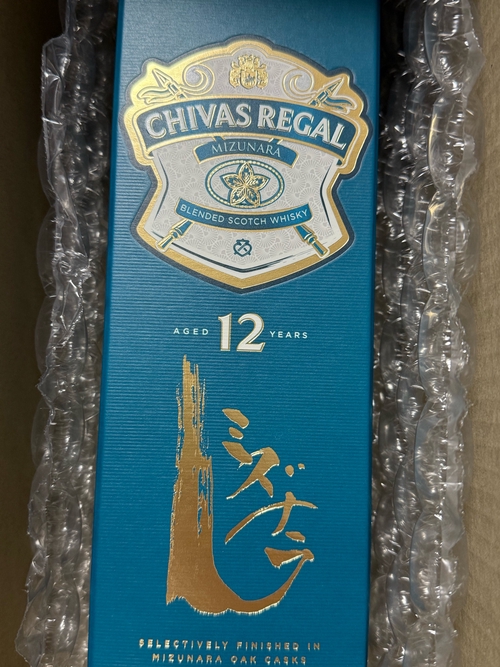 CHIVAS REGAL
MIZUNARA
BLENDED SCOTCH WHISKY
AGED 12 YEARS
ミズナラ
SELECTIVELY FINISHED IN
MIZUNARA OAK CASKS